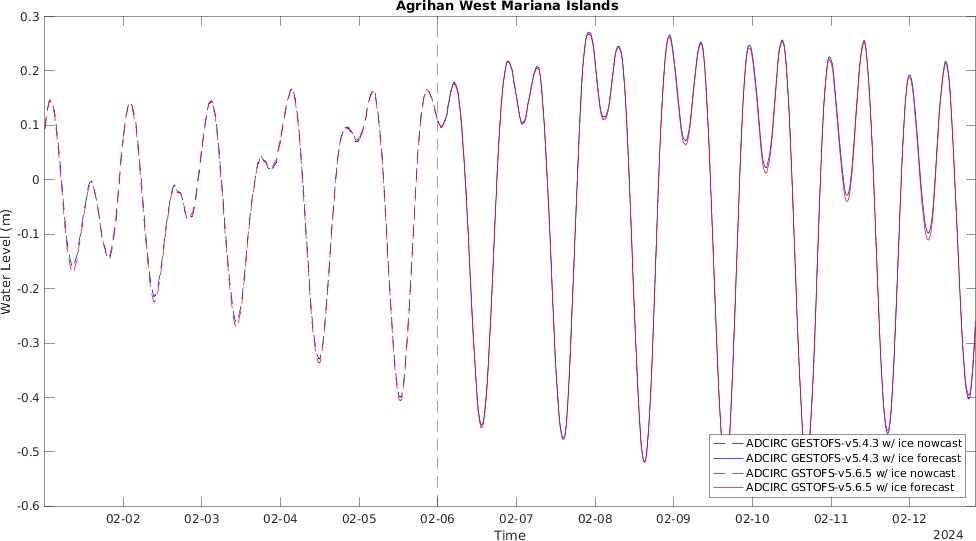 Agrihan West Mariana Islands
0.3
0.2
0.1
0
-0.1
-0.2
-0.3
-0.4
-0.5
-0.6
Water Level (m)
ADCIRC GESTOFS-v5.4.3 w/ ice nowcast
ADCIRC GESTOFS-v5.4.3 w/ ice forecast
ADCIRC GSTOFS-v5.6.5 w/ ice nowcast
ADCIRC GSTOFS-v5.6.5 w/ ice forecast
02-02 02-03 02-04 02-05 02-06 02-07 02-08 02-09 02-10 02-11 02-12
Time
2024